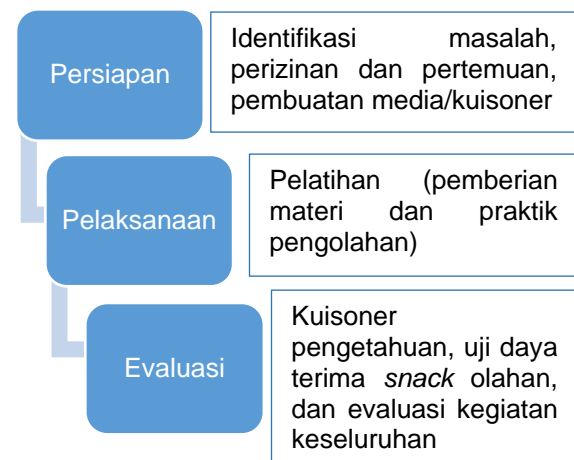 Persiapan
Identifikasi masalah,
perizinan dan pertemuan,
pembuatan media/kuisoner
Pelaksanaan
Pelatihan (pemberian
materi dan praktik
pengolahan)
Evaluasi
Kuisoner
pengetahuan, uji daya
terima snack olahan,
dan evaluasi kegiatan
keseluruhan